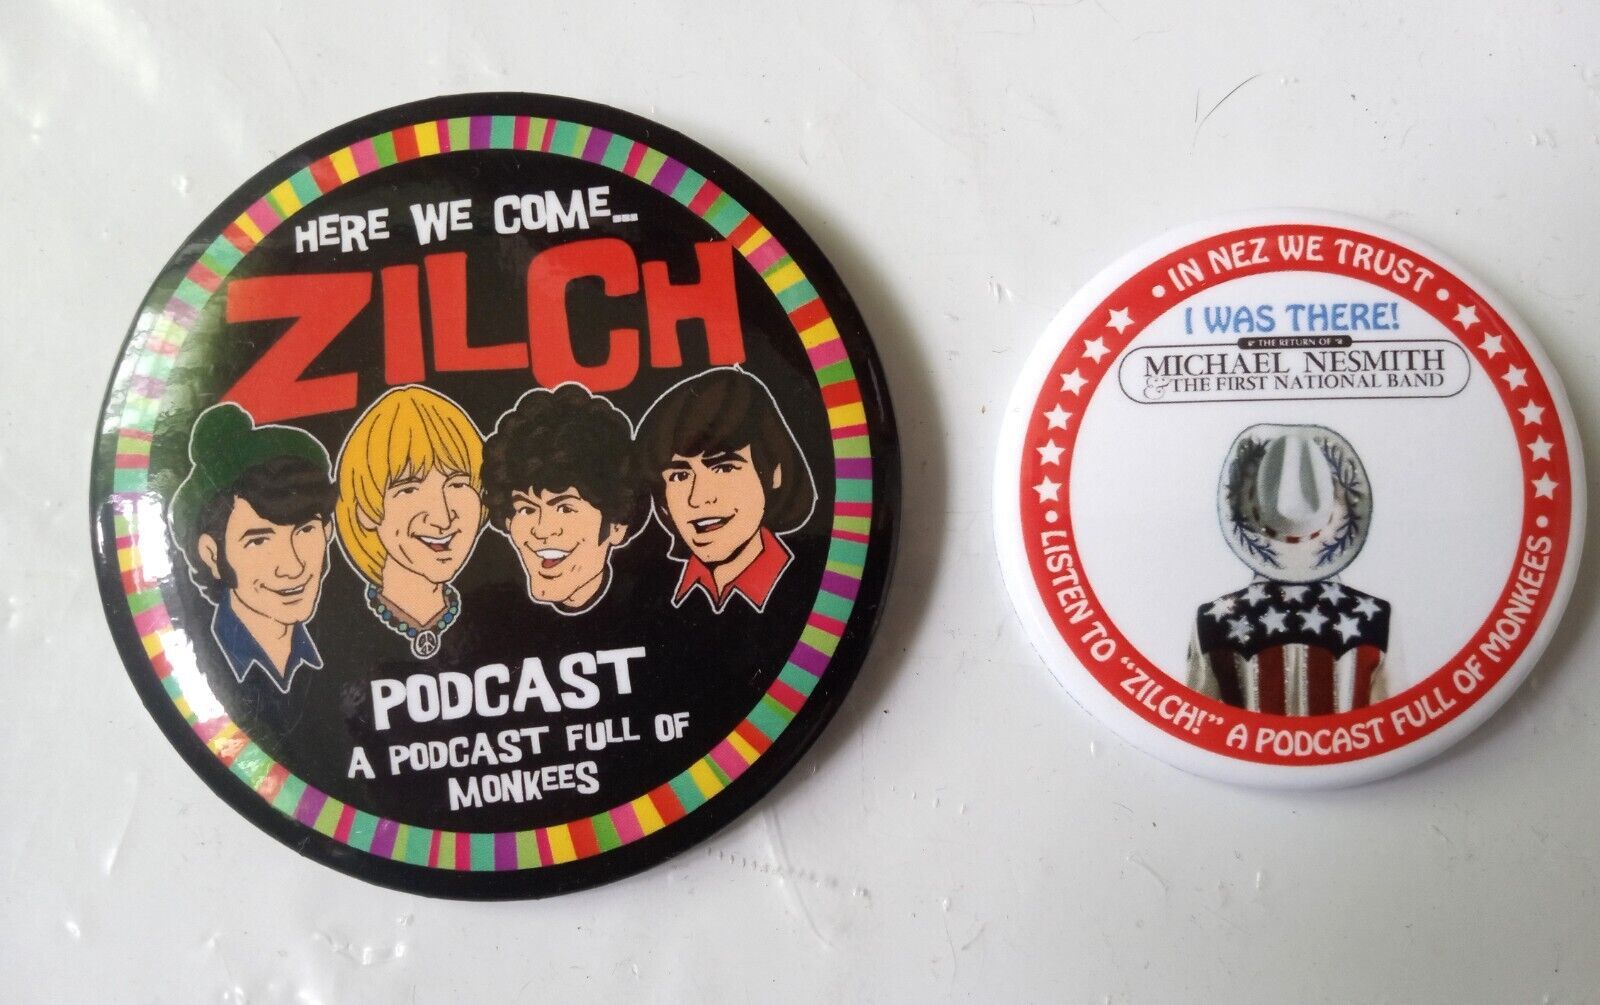 HERE WE COME...
ZILCH
PODCAST
A PODCAST FULL OF
MONKEES
• IN NEZ WE TRUST •
I WAS THERE!
THE RETURN OF
MICHAEL NESMITH
& THE FIRST NATIONAL BAND
• LISTEN TO "ZILCH!" A PODCAST FULL OF MONKEES •